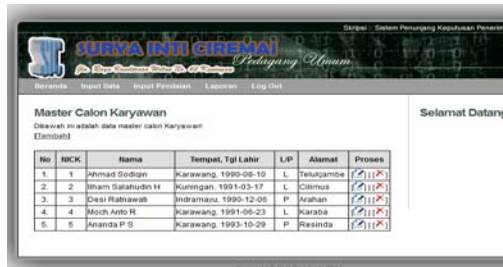 Skripsi : Sistem Penunjang Keputusan Penerim
SIC
SURYA INTI CIREMAI
Jln. Raya
Pedagang Umum
Beranda Input Data Input Penilaian Laporan Log Out
Master Calon Karyawan
Selamat Datang
Dibawah ini adalah data master calon Karyawan!
[Tambah]
No NICK Nama Tempat, Tgl Lahir L/P Alamat Proses
1. 1 Ahmad Sodiqin Karawang, 1990-08-10 L Telukjambe
2. 2 Ilham Salahudin H Kuningan, 1991-03-17 L Cilimus
3. 3 Desi Ratnawati Indramayu, 1990-12-06 P Arahan
4. 4 Moch Anto R Karawang, 1991-06-23 L Karaba
5. 5 Ananda P S Karawang, 1993-10-29 P Resinda